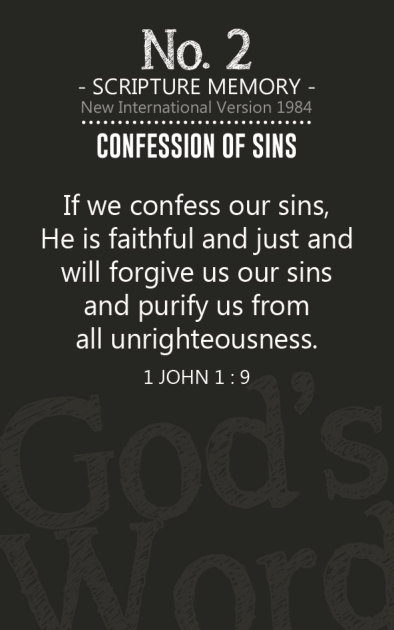 No. 2
- SCRIPTURE MEMORY -
New International Version 1984
CONFESSION OF SINS
If we confess our sins,
He is faithful and just and
will forgive us our sins
and purify us from
all unrighteousness.
1 JOHN 1 : 9
God's
Word